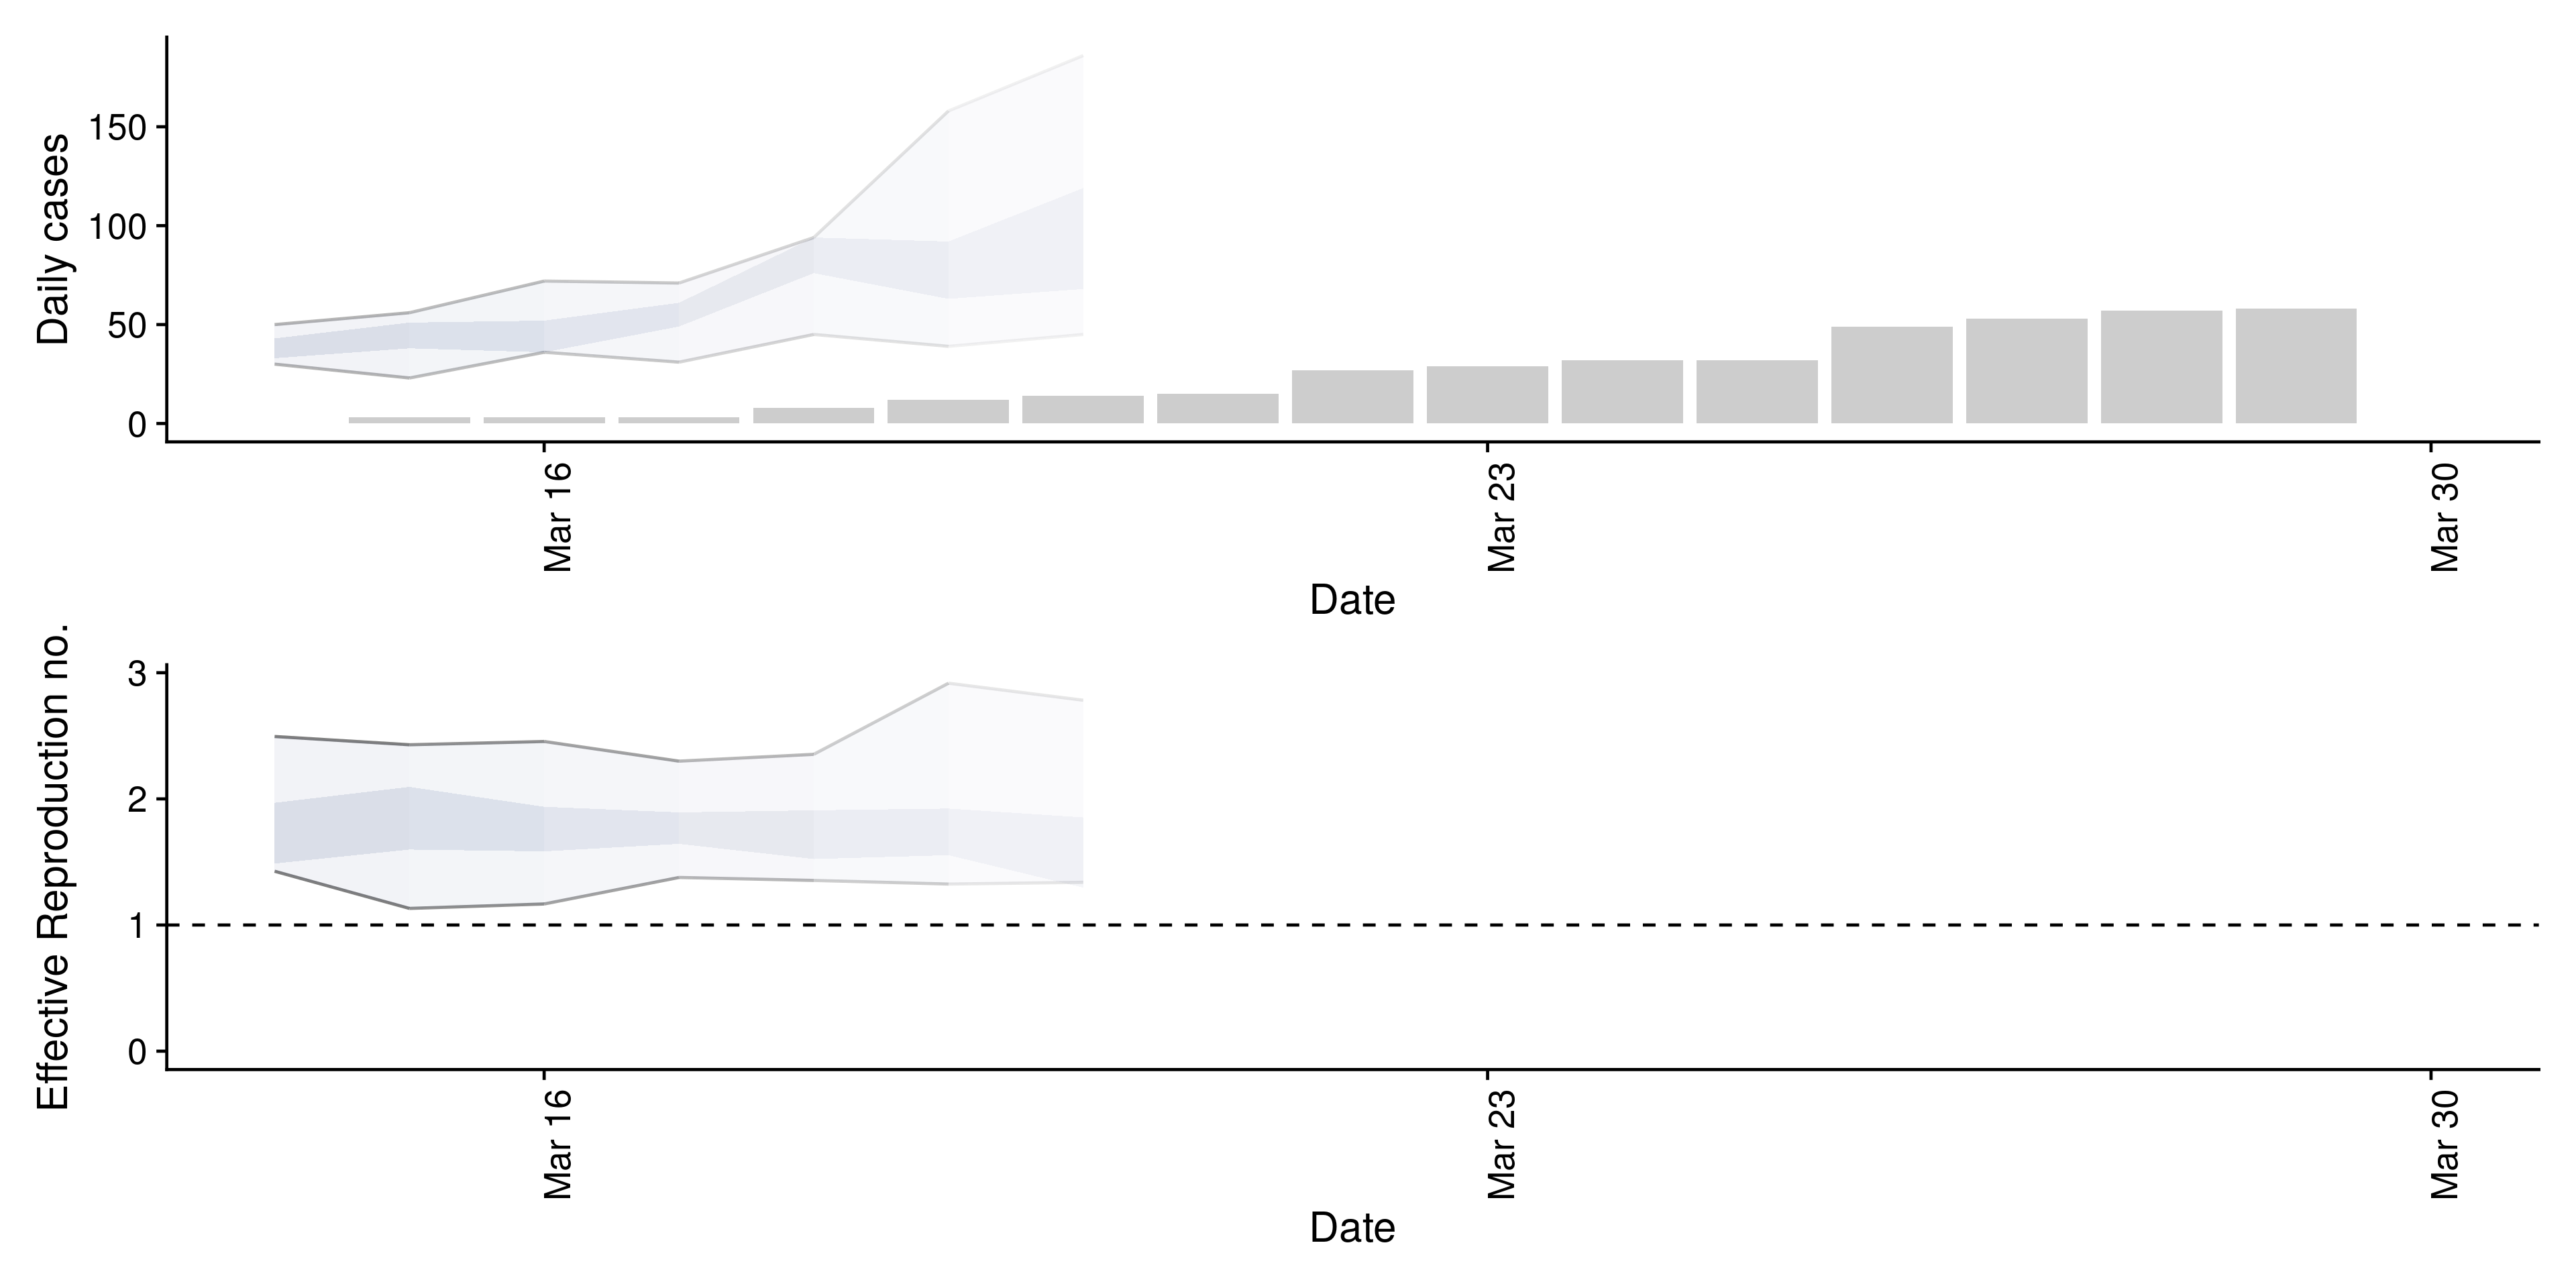 Daily cases
150
100
50
0
Mar 16
Mar 23
Mar 30
Date
Effective Reproduction no.
3
2
1
0
Mar 16
Mar 23
Mar 30
Date